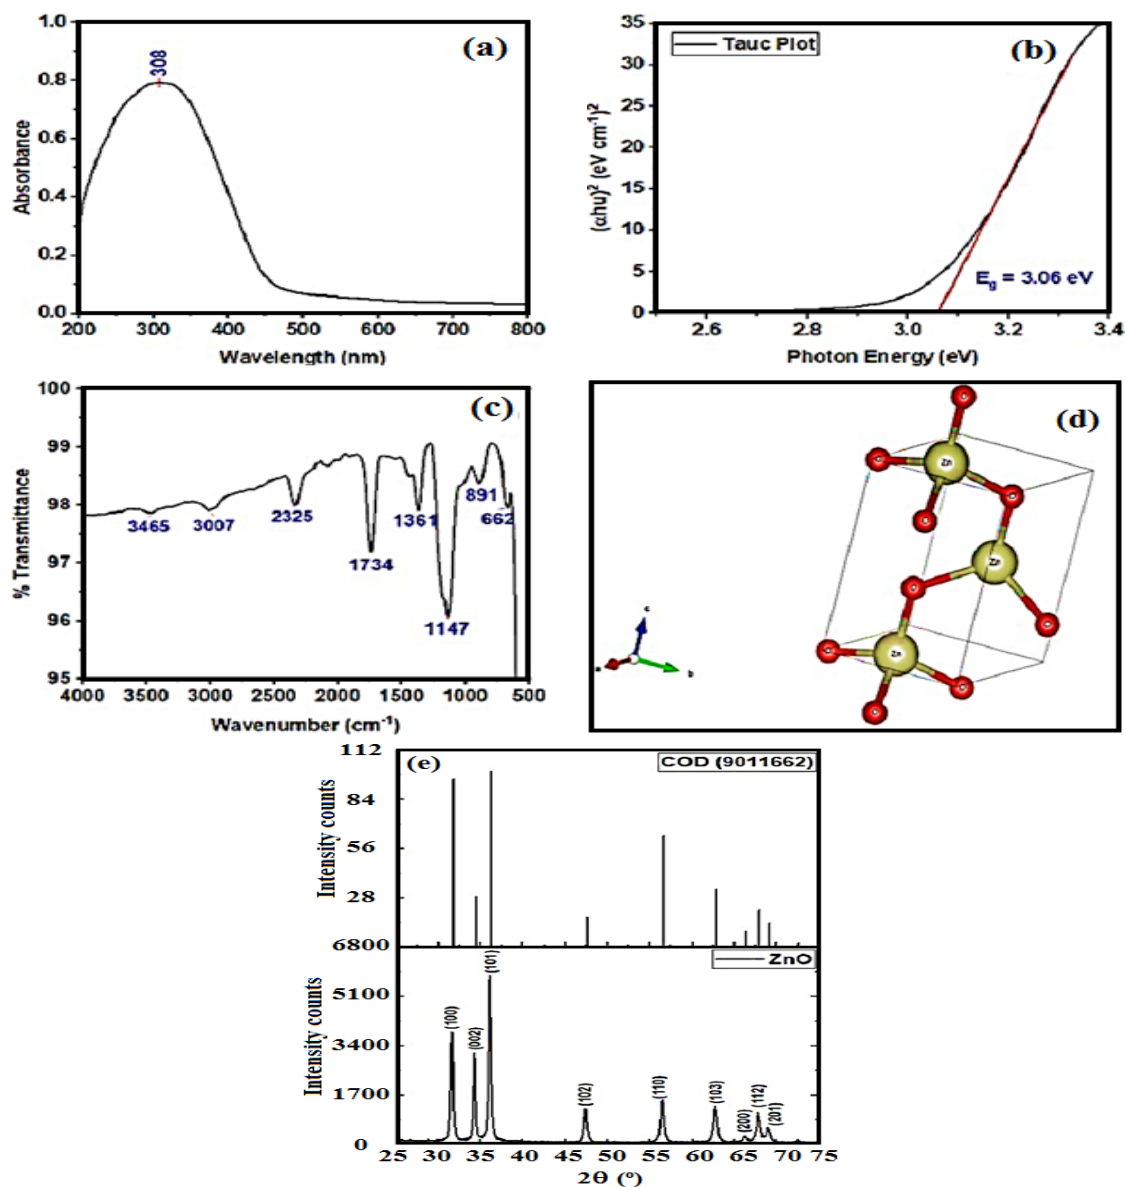 (a)
308
1.0
0.8
0.6
0.4
0.2
0.0
Absorbance
200 300 400 500 600 700 800
Wavelength (nm)
(b)
Tauc Plot
35
30
25
20
15
10
5
0
(αhυ)² (eV cm⁻¹)²
E_g = 3.06 eV
2.6 2.8 3.0 3.2 3.4
Photon Energy (eV)
(c)
100
99
98
97
96
95
% Transmittance
3465
3007
2325
1734
1361
1147
891
662
4000 3500 3000 2500 2000 1500 1000 500
Wavenumber (cm⁻¹)
(d)
Zn
Zn
Zn
c
a
b
(e)
COD (9011662)
112
84
56
28
Intensity counts
6800
5100
3400
1700
0
Intensity counts
ZnO
(100)
(002)
(101)
(102)
(110)
(103)
(200)
(112)
(201)
25 30 35 40 45 50 55 60 65 70 75
2Θ (º)